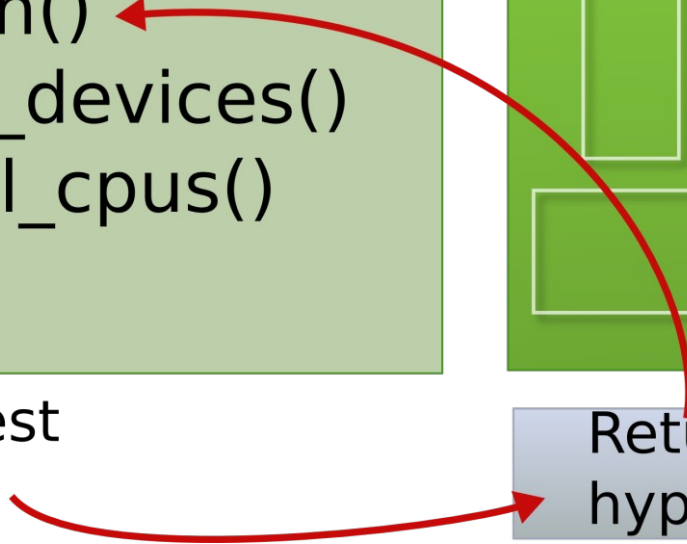 n()
_devices()
l_cpus()
est
Retu
hyp